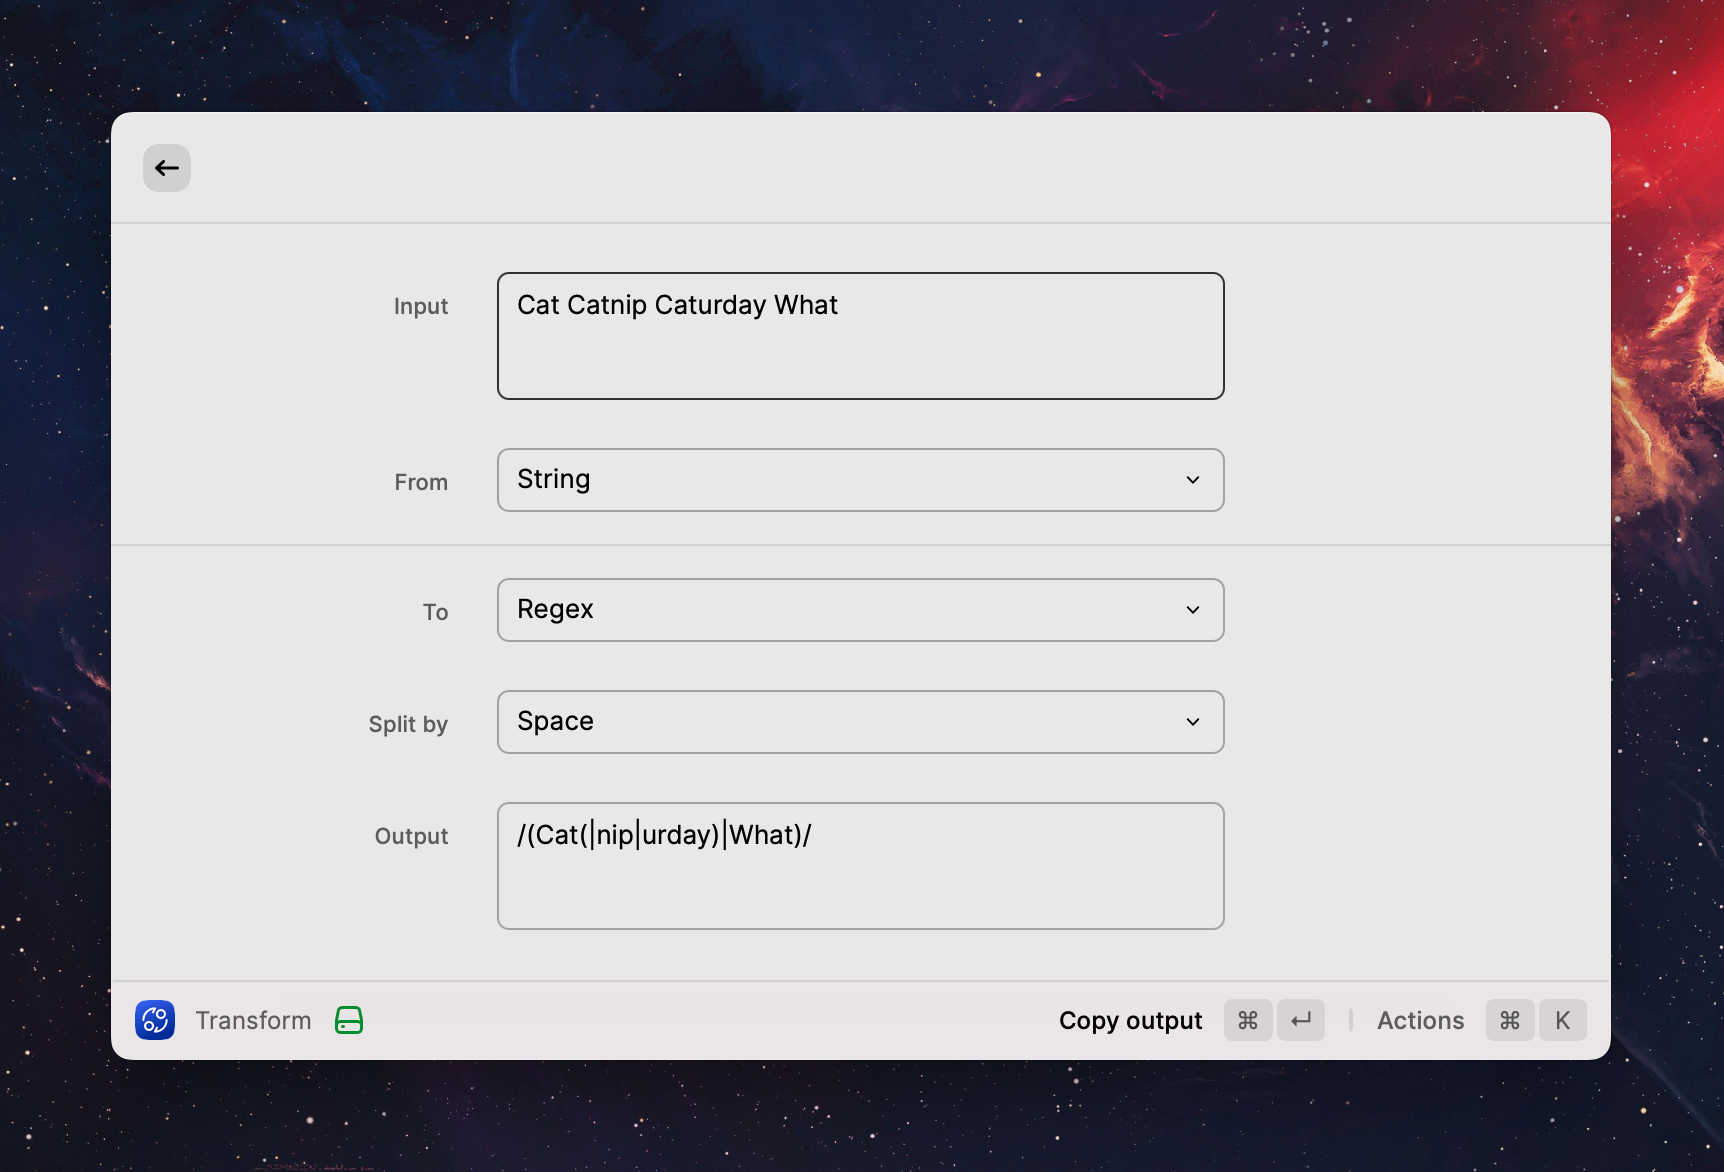 Input
Cat Catnip Caturday What
From
String
To
Regex
Split by
Space
Output
/(Cat(|nip|urday)|What)/
Transform
Copy output ⌘ ↵ | Actions ⌘ K